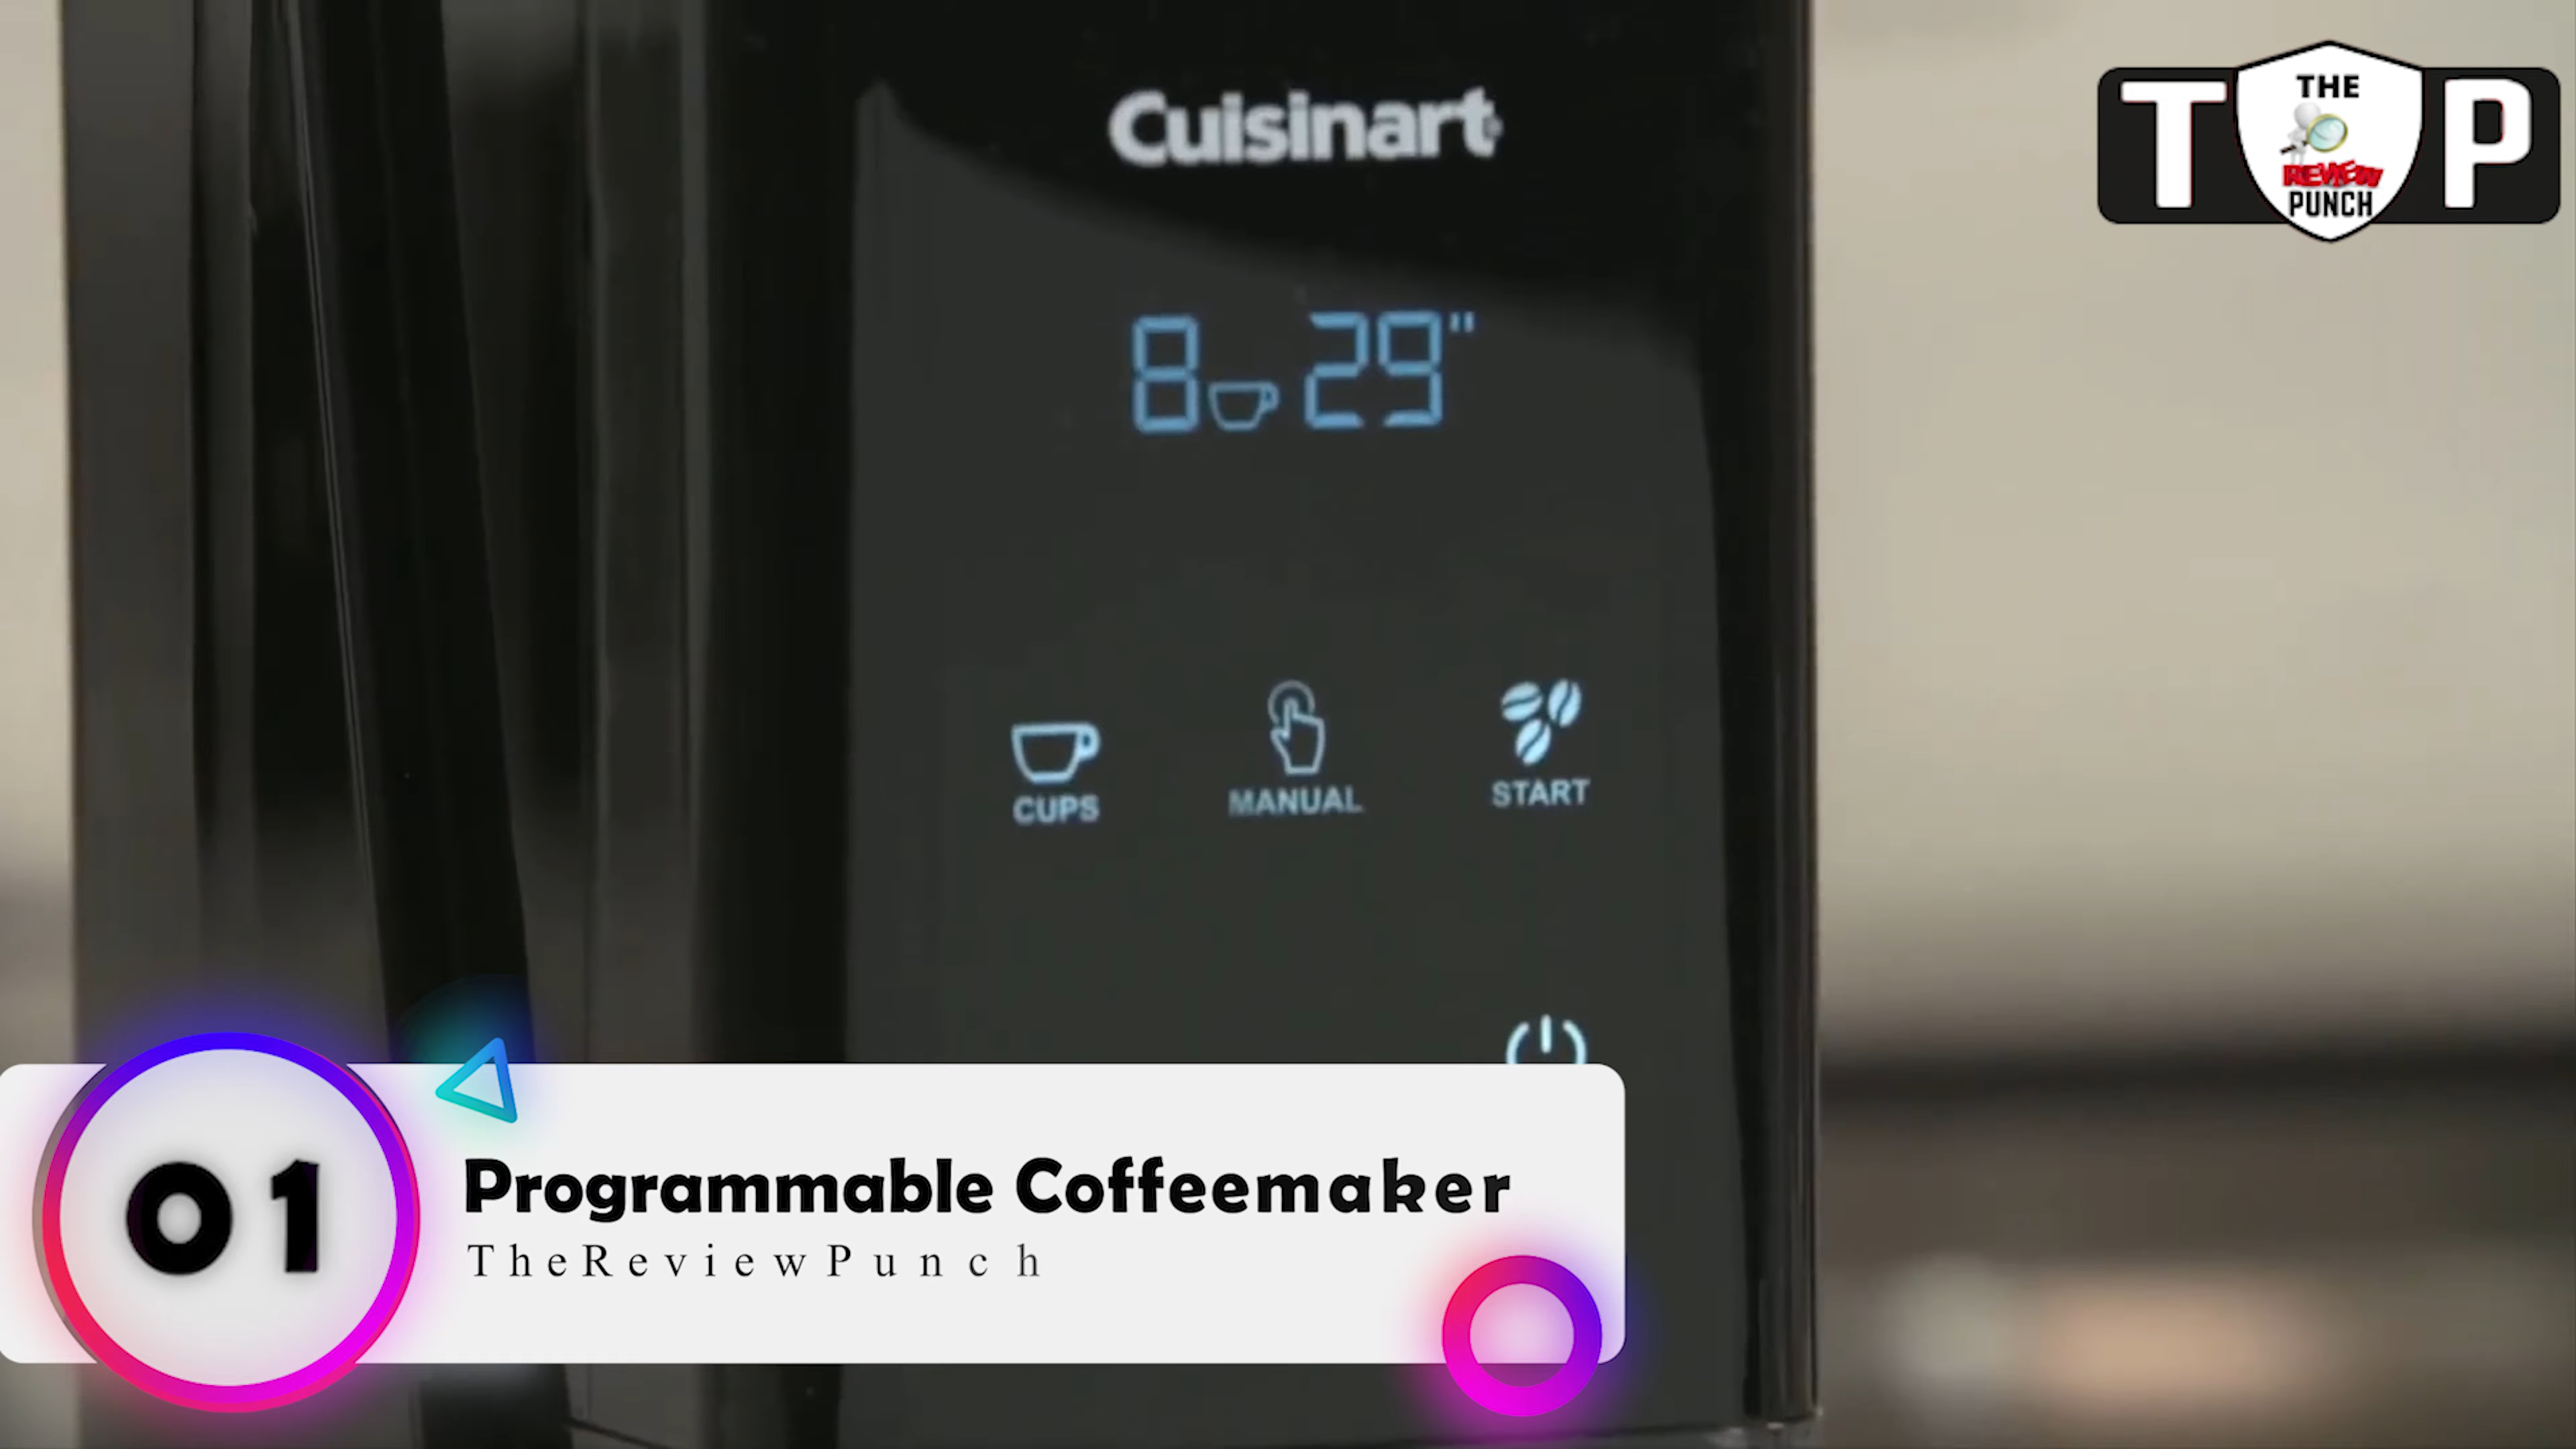 Cuisinart
T THE P
REVIEW
PUNCH
8 29"
CUPS MANUAL START
01
Programmable Coffeemaker
TheReviewPunch